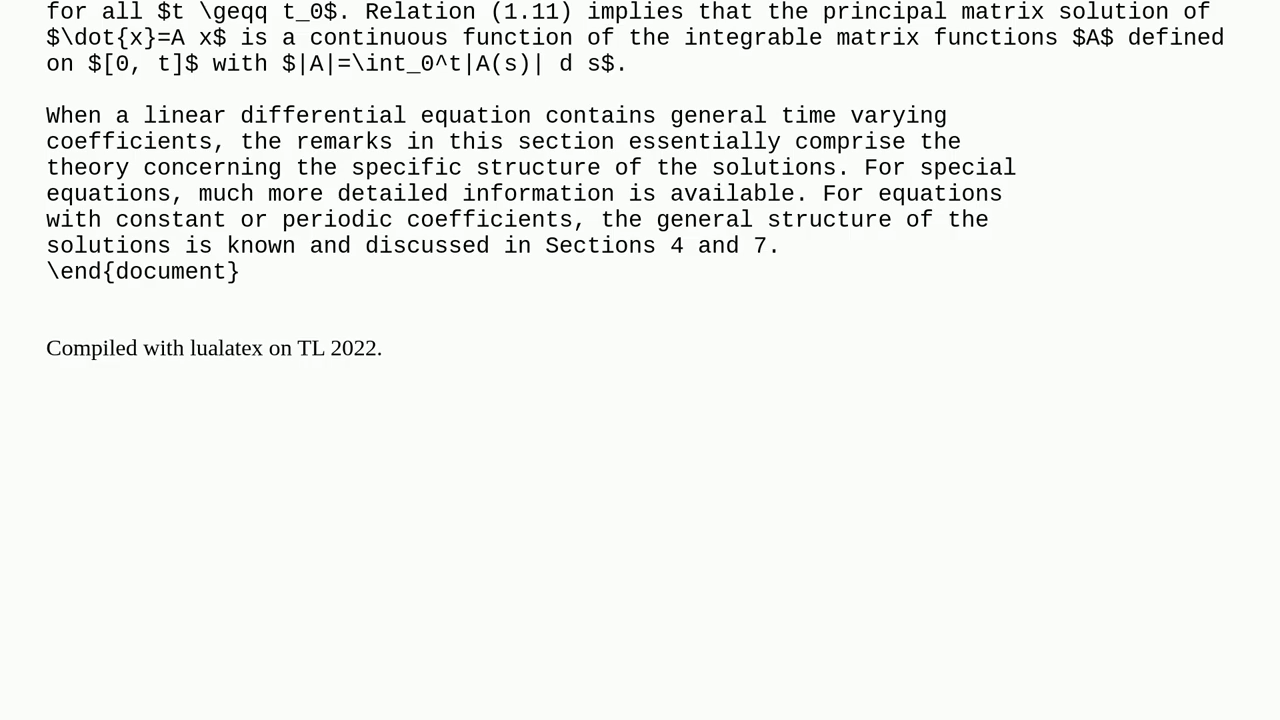 for all $t \geqq t_0$. Relation (1.11) implies that the principal matrix solution of
$\dot{x}=A x$ is a continuous function of the integrable matrix functions $A$ defined
on $[0, t]$ with $|A|=\int_0^t|A(s)| d s$.

When a linear differential equation contains general time varying
coefficients, the remarks in this section essentially comprise the
theory concerning the specific structure of the solutions. For special
equations, much more detailed information is available. For equations
with constant or periodic coefficients, the general structure of the
solutions is known and discussed in Sections 4 and 7.
\end{document}

Compiled with lualatex on TL 2022.